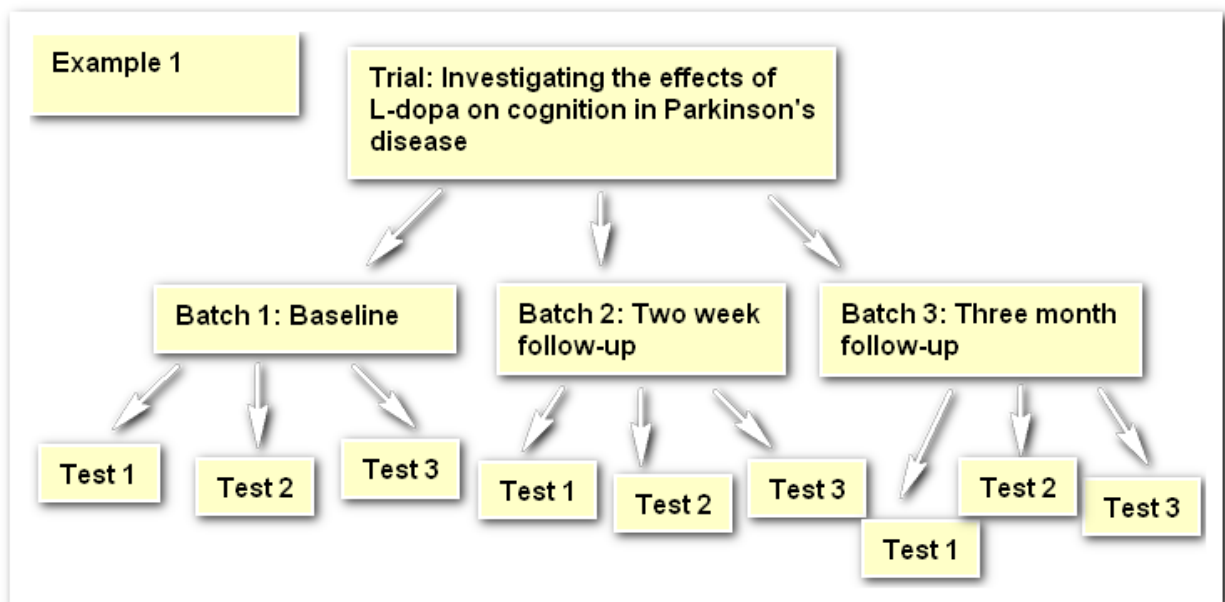 Example 1
Trial: Investigating the effects of
L-dopa on cognition in Parkinson's
disease
Batch 1: Baseline
Batch 2: Two week
follow-up
Batch 3: Three month
follow-up
Test 1
Test 2
Test 3
Test 1
Test 2
Test 3
Test 1
Test 2
Test 3